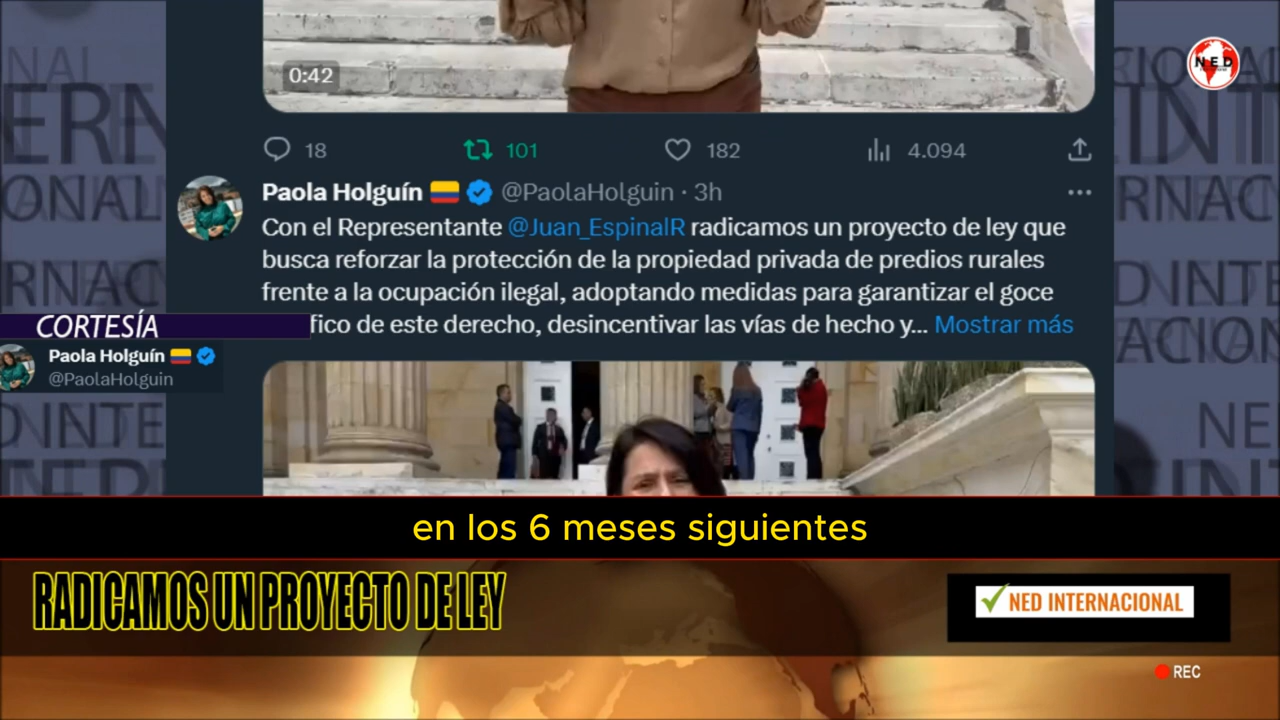 0:42
NED
18
101
182
4.094
Paola Holguín @PaolaHolguin · 3h
Con el Representante @Juan_EspinalR radicamos un proyecto de ley que
busca reforzar la protección de la propiedad privada de predios rurales
frente a la ocupación ilegal, adoptando medidas para garantizar el goce
fico de este derecho, desincentivar las vías de hecho y... Mostrar más
CORTESÍA
Paola Holguín
@PaolaHolguin
en los 6 meses siguientes
RADICAMOS UN PROYECTO DE LEY
NED INTERNACIONAL
REC